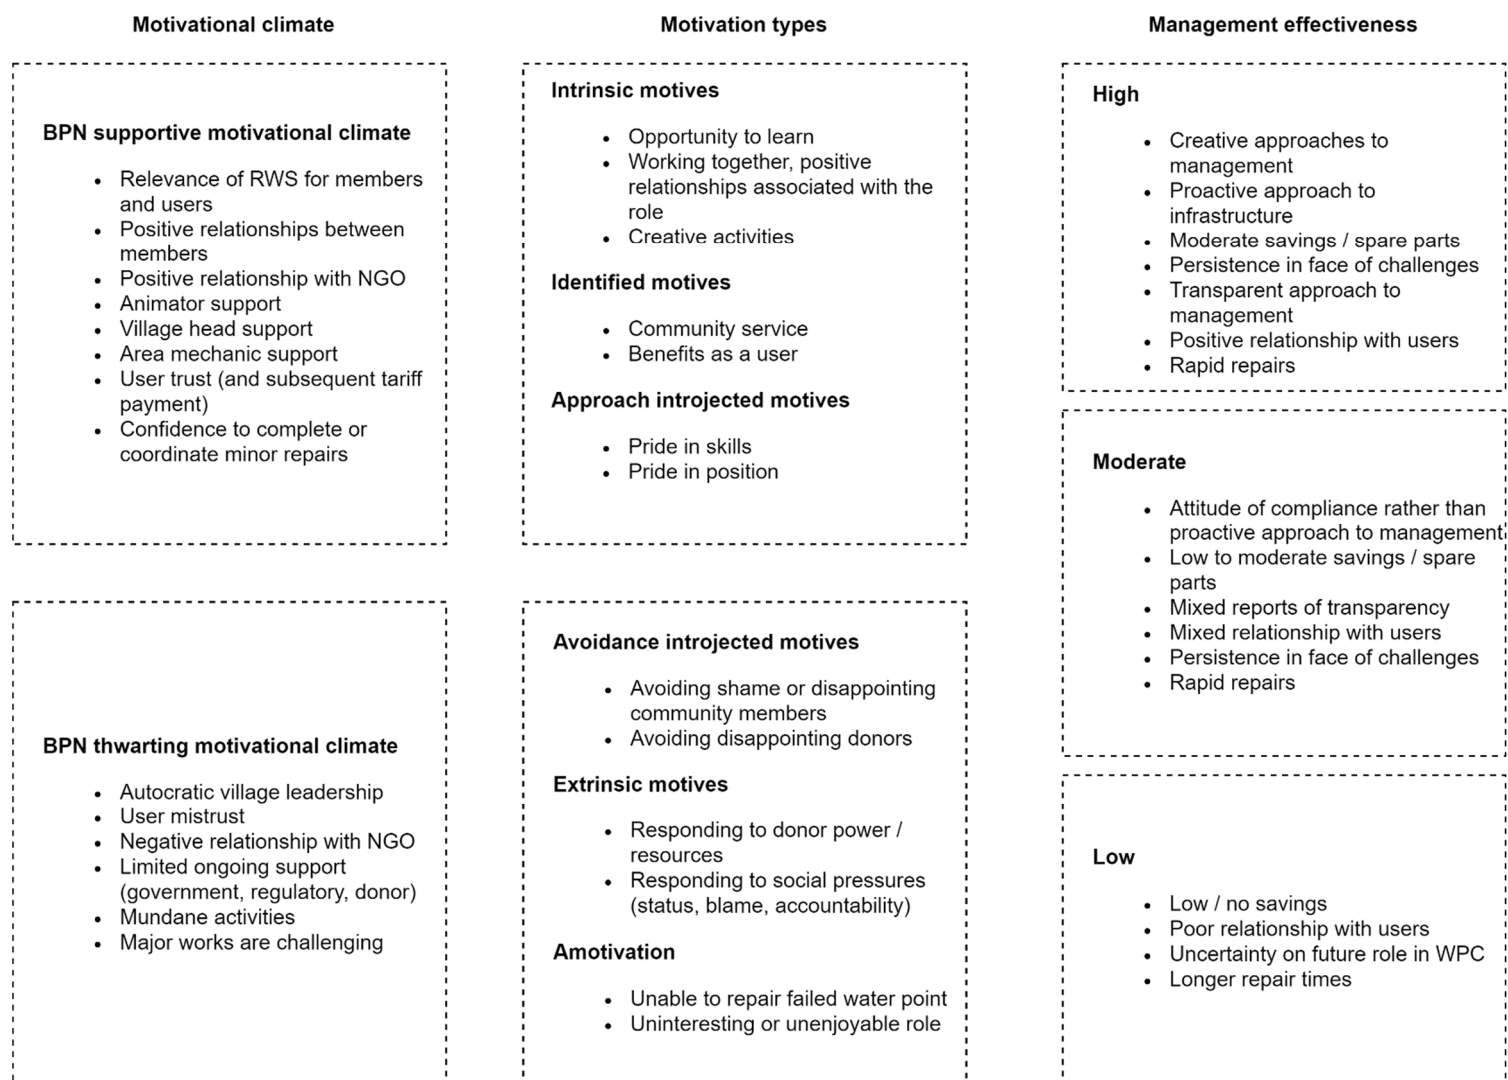 Motivational climate
BPN supportive motivational climate
• Relevance of RWS for members
and users
• Positive relationships between
members
• Positive relationship with NGO
• Animator support
• Village head support
• Area mechanic support
• User trust (and subsequent tariff
payment)
• Confidence to complete or
coordinate minor repairs
BPN thwarting motivational climate
• Autocratic village leadership
• User mistrust
• Negative relationship with NGO
• Limited ongoing support
(government, regulatory, donor)
• Mundane activities
• Major works are challenging
Motivation types
Intrinsic motives
• Opportunity to learn
• Working together, positive
relationships associated with the
role
• Creative activities
Identified motives
• Community service
• Benefits as a user
Approach introjected motives
• Pride in skills
• Pride in position
Avoidance introjected motives
• Avoiding shame or disappointing
community members
• Avoiding disappointing donors
Extrinsic motives
• Responding to donor power /
resources
• Responding to social pressures
(status, blame, accountability)
Amotivation
• Unable to repair failed water point
• Uninteresting or unenjoyable role
Management effectiveness
High
• Creative approaches to
management
• Proactive approach to
infrastructure
• Moderate savings / spare parts
• Persistence in face of challenges
• Transparent approach to
management
• Positive relationship with users
• Rapid repairs
Moderate
• Attitude of compliance rather than
proactive approach to management
• Low to moderate savings / spare
parts
• Mixed reports of transparency
• Mixed relationship with users
• Persistence in face of challenges
• Rapid repairs
Low
• Low / no savings
• Poor relationship with users
• Uncertainty on future role in WPC
• Longer repair times